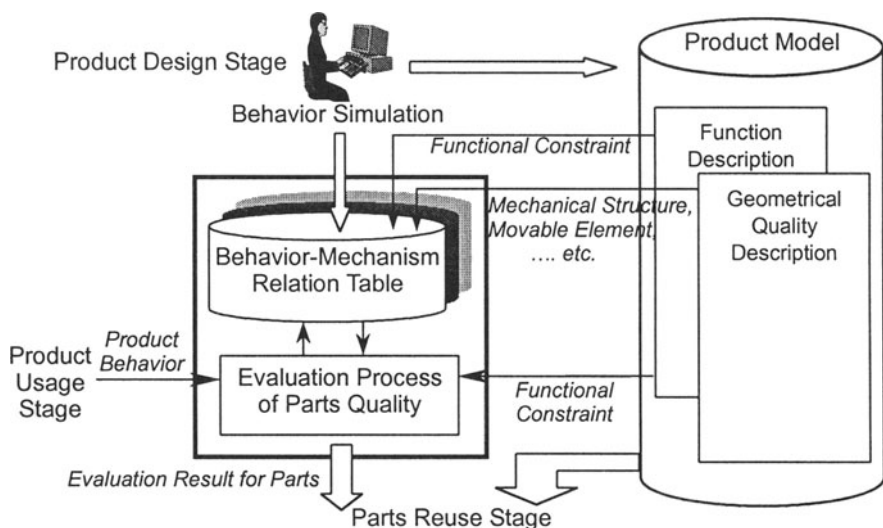 Product Design Stage
Behavior Simulation
Product Model
Functional Constraint
Function
Description
Mechanical Structure,
Movable Element,
.... etc.
Geometrical
Quality
Description
Behavior-Mechanism
Relation Table
Product
Usage
Stage
Product
Behavior
Evaluation Process
of Parts Quality
Functional
Constraint
Evaluation Result for Parts
Parts Reuse Stage